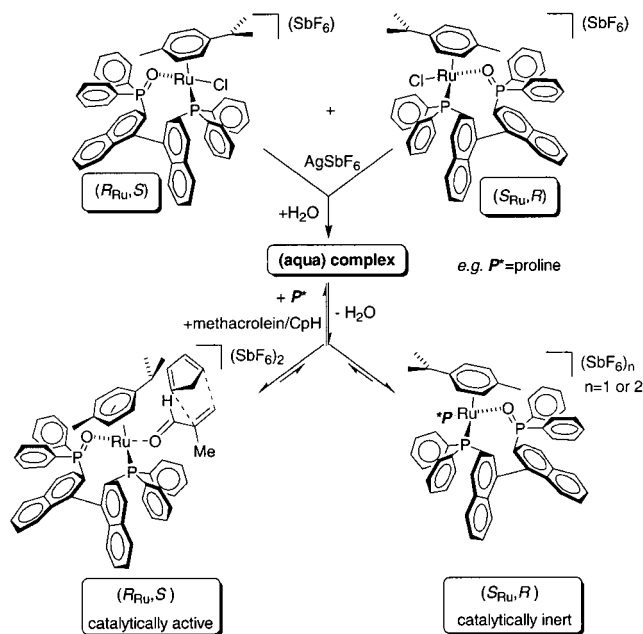 (SbF6)
(SbF6)
O
Ru
Cl
P
P
+
Cl
Ru
O
P
P
(RRu,S)
AgSbF6
(SRu,R)
+H2O
(aqua) complex
e.g. P*=proline
+ P*
- H2O
+methacrolein/CpH
(SbF6)2
(SbF6)n
n=1 or 2
H
O
Ru
O
Me
P
P
*P
Ru
O
P
P
(RRu,S)
catalytically active
(SRu,R)
catalytically inert